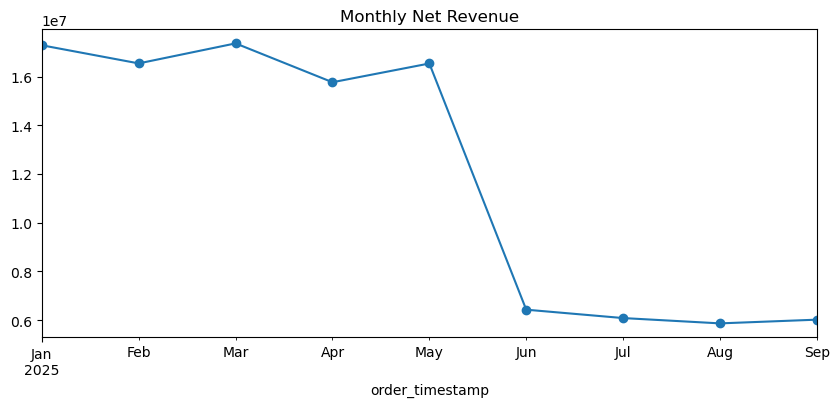 Monthly Net Revenue
1e7
1.6
1.4
1.2
1.0
0.8
0.6
Jan Feb Mar Apr May Jun Jul Aug Sep
2025
order_timestamp